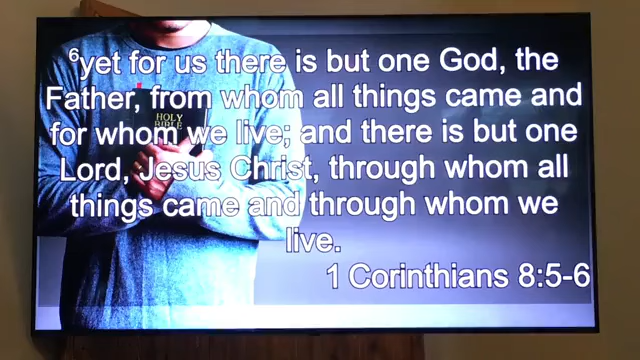 ⁶yet for us there is but one God, the
Father, from whom all things came and
for whom we live; and there is but one
Lord, Jesus Christ, through whom all
things came and through whom we
live.
1 Corinthians 8:5-6
HOLY
BIBLE